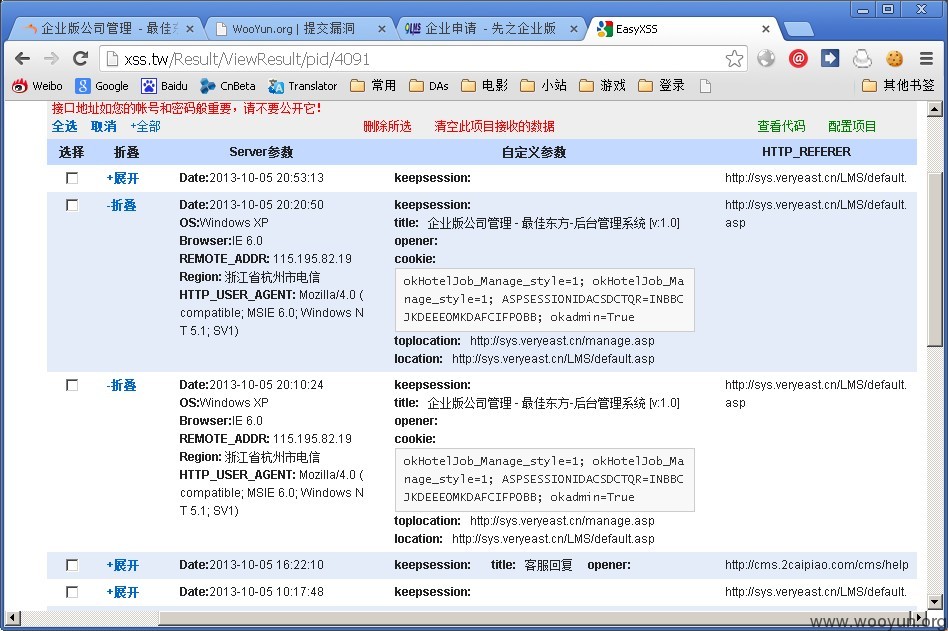 企业版公司管理 - 最佳
WooYun.org | 提交漏洞
企业申请 - 先之企业版
EasyXSS
xss.tw/Result/ViewResult/pid/4091
Weibo Google Baidu CnBeta Translator 常用 DAs 电影 小站 游戏 登录 其他书签
接口地址如您的帐号和密码般重要，请不要公开它!
全选 取消 +全部 删除所选 清空此项目接收的数据 查看代码 配置项目
选择 折叠 Server参数 自定义参数 HTTP_REFERER
+展开 Date:2013-10-05 20:53:13 keepsession: http://sys.veryeast.cn/LMS/default.
-折叠
Date:2013-10-05 20:20:50
OS:Windows XP
Browser:IE 6.0
REMOTE_ADDR: 115.195.82.19
Region: 浙江省杭州市电信
HTTP_USER_AGENT: Mozilla/4.0 (
compatible; MSIE 6.0; Windows N
T 5.1; SV1)
keepsession:
title: 企业版公司管理 - 最佳东方-后台管理系统 [v:1.0]
opener:
cookie:
okHotelJob_Manage_style=1; okHotelJob_Ma
nage_style=1; ASPSESSIONIDACSDCTQR=INBBC
JKDEEEOMKDAFCIFPOBB; okadmin=True
toplocation: http://sys.veryeast.cn/manage.asp
location: http://sys.veryeast.cn/LMS/default.asp
http://sys.veryeast.cn/LMS/default.
asp
-折叠
Date:2013-10-05 20:10:24
OS:Windows XP
Browser:IE 6.0
REMOTE_ADDR: 115.195.82.19
Region: 浙江省杭州市电信
HTTP_USER_AGENT: Mozilla/4.0 (
compatible; MSIE 6.0; Windows N
T 5.1; SV1)
keepsession:
title: 企业版公司管理 - 最佳东方-后台管理系统 [v:1.0]
opener:
cookie:
okHotelJob_Manage_style=1; okHotelJob_Ma
nage_style=1; ASPSESSIONIDACSDCTQR=INBBC
JKDEEEOMKDAFCIFPOBB; okadmin=True
toplocation: http://sys.veryeast.cn/manage.asp
location: http://sys.veryeast.cn/LMS/default.asp
http://sys.veryeast.cn/LMS/default.
asp
+展开 Date:2013-10-05 16:22:10 keepsession: title: 客服回复 opener: http://cms.2caipiao.com/cms/help
+展开 Date:2013-10-05 10:17:48 keepsession: http://sys.veryeast.cn/LMS/default.
www.wooyun.org